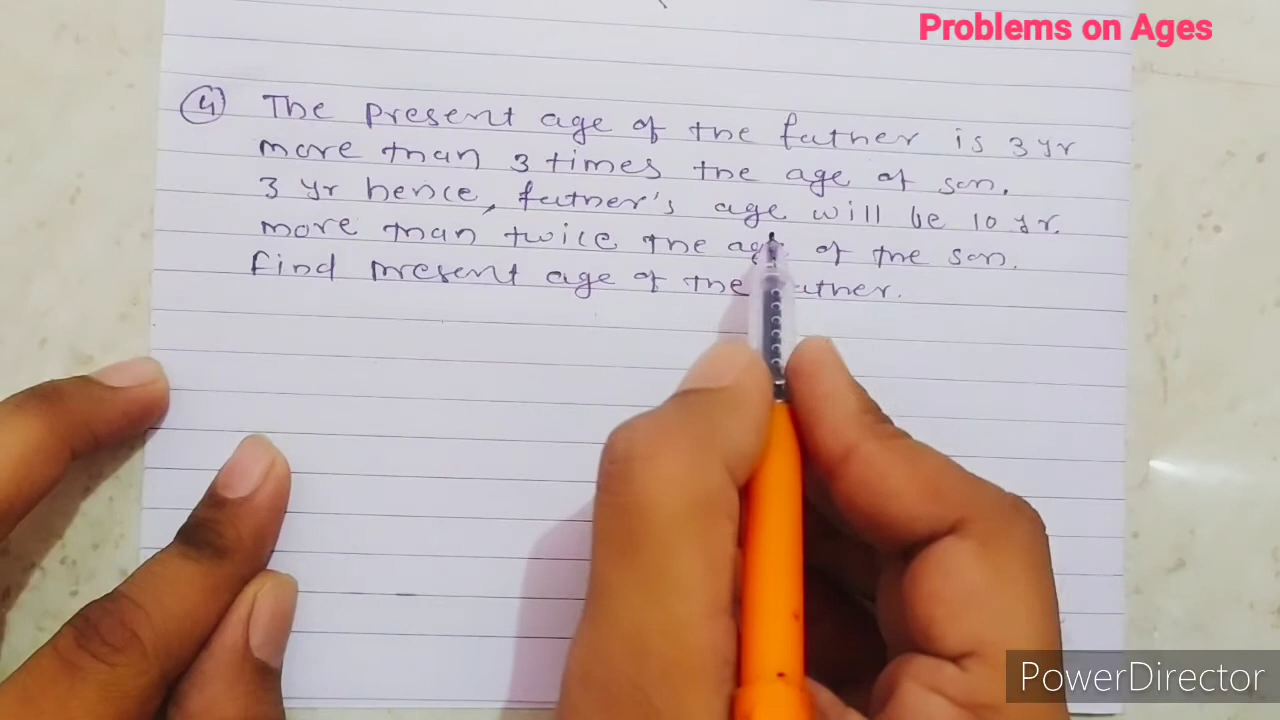 Problems on Ages
4 The present age of the father is 3 yr
more than 3 times the age of son.
3 yr hence, father's age will be 10 yr.
more than twice the age of the son.
Find present age of the father.
PowerDirector